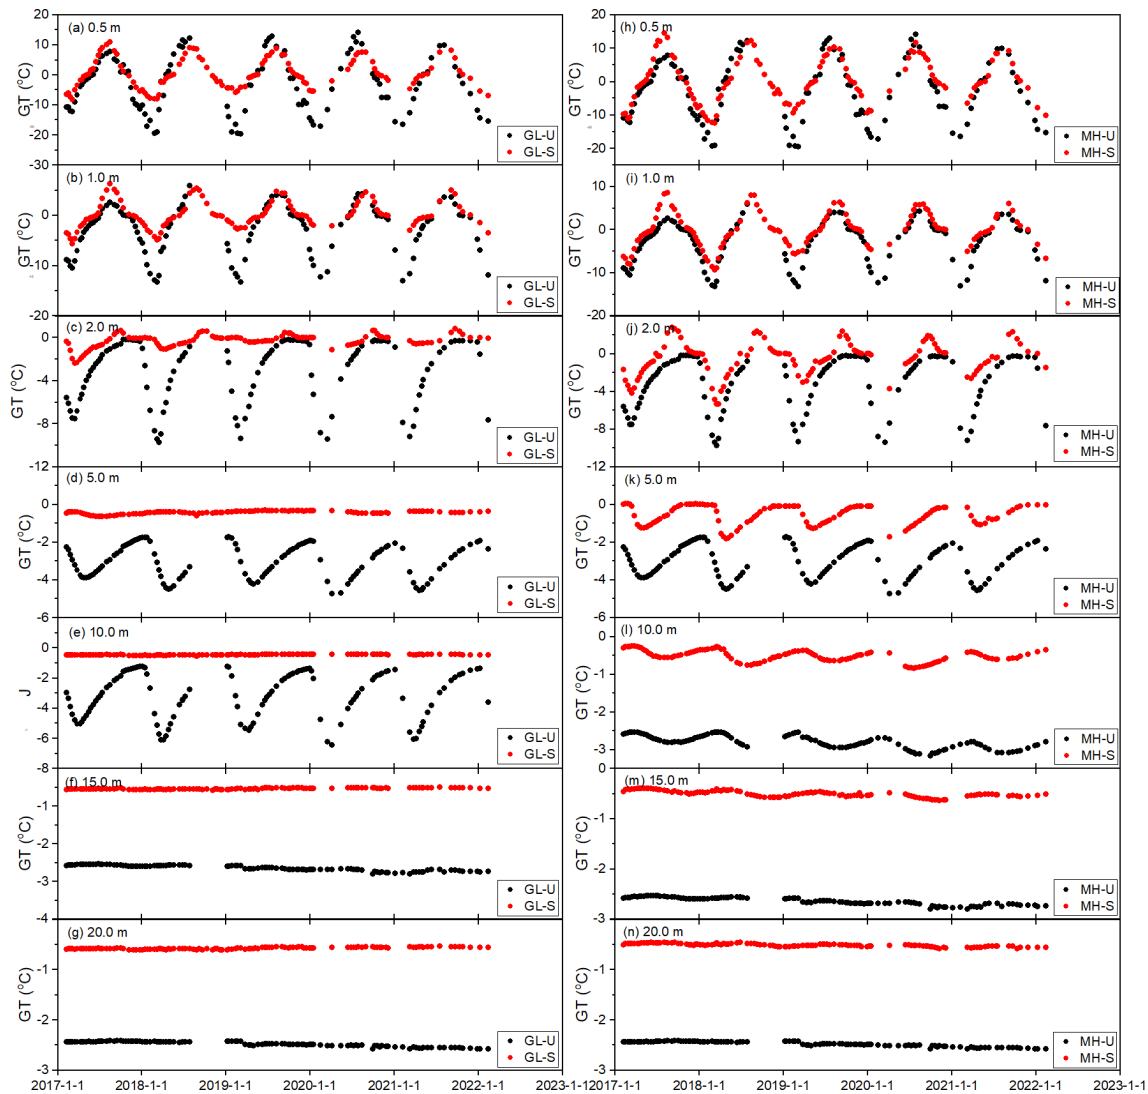 (a) 0.5 m
GT (°C)
20
10
0
-10
-20
-30
GL-U
GL-S
(b) 1.0 m
GT (°C)
0
-10
-20
GL-U
GL-S
(c) 2.0 m
GT (°C)
0
-4
-8
-12
GL-U
GL-S
(d) 5.0 m
GT (°C)
0
-2
-4
-6
GL-U
GL-S
(e) 10.0 m
J
0
-2
-4
-6
-8
GL-U
GL-S
(f) 15.0 m
GT (°C)
-1
-2
-3
-4
GL-U
GL-S
(g) 20.0 m
GT (°C)
-1
-2
-3
GL-U
GL-S
2017-1-1 2018-1-1 2019-1-1 2020-1-1 2021-1-1 2022-1-1 2023-1-1
(h) 0.5 m
GT (°C)
20
10
0
-10
-20
MH-U
MH-S
(i) 1.0 m
GT (°C)
10
0
-10
-20
MH-U
MH-S
(j) 2.0 m
GT (°C)
0
-4
-8
-12
MH-U
MH-S
(k) 5.0 m
GT (°C)
0
-2
-4
-6
MH-U
MH-S
(l) 10.0 m
GT (°C)
0
-1
-2
-3
MH-U
MH-S
(m) 15.0 m
GT (°C)
0
-1
-2
-3
MH-U
MH-S
(n) 20.0 m
GT (°C)
-1
-2
-3
MH-U
MH-S
2017-1-1 2018-1-1 2019-1-1 2020-1-1 2021-1-1 2022-1-1 2023-1-1